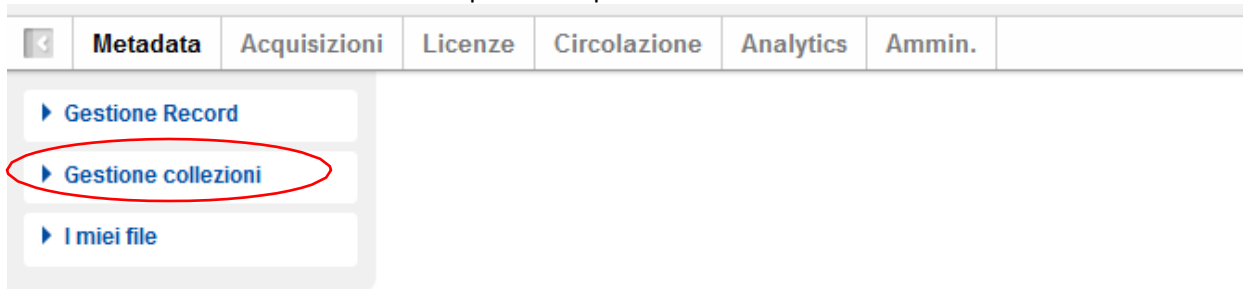 Metadata Acquisizioni Licenze Circolazione Analytics Ammin.
Gestione Record
Gestione collezioni
I miei file